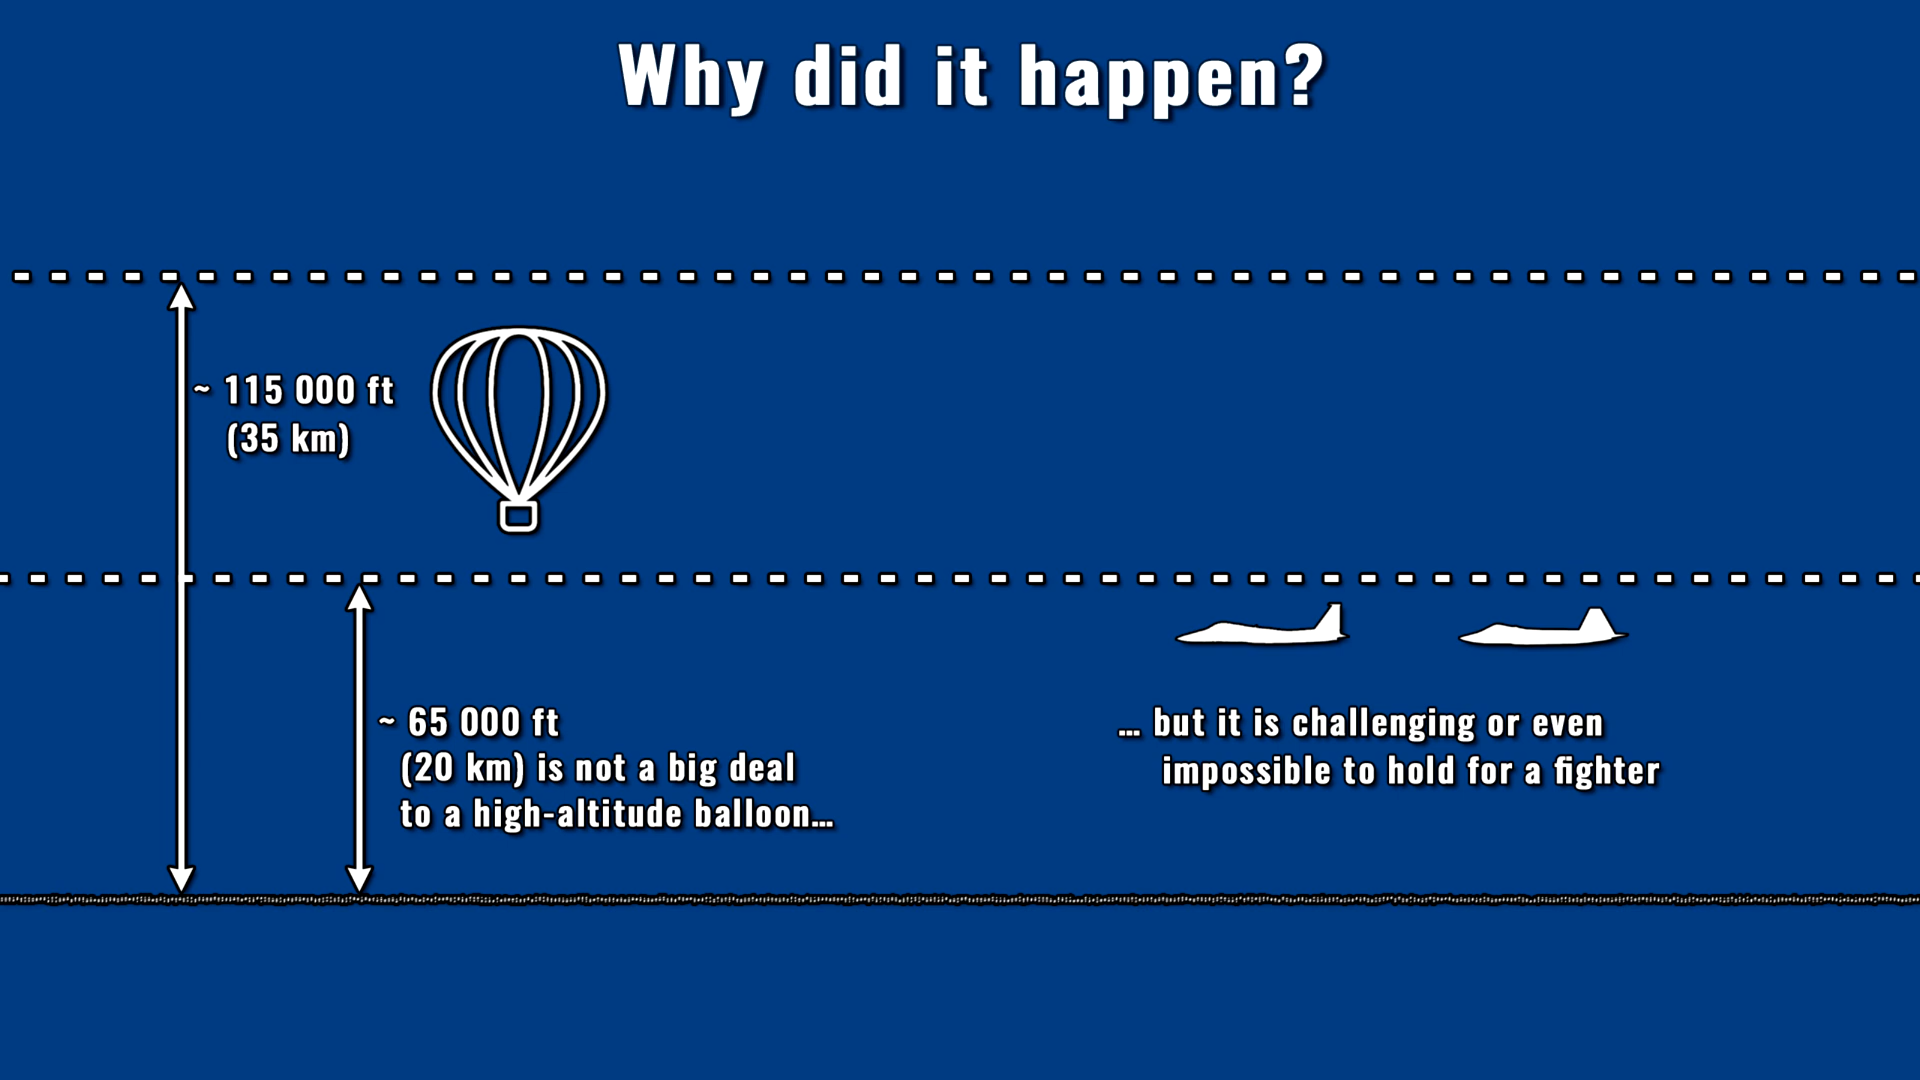 Why did it happen?
~ 115 000 ft
(35 km)
~ 65 000 ft
(20 km) is not a big deal
to a high-altitude balloon...
... but it is challenging or even
impossible to hold for a fighter